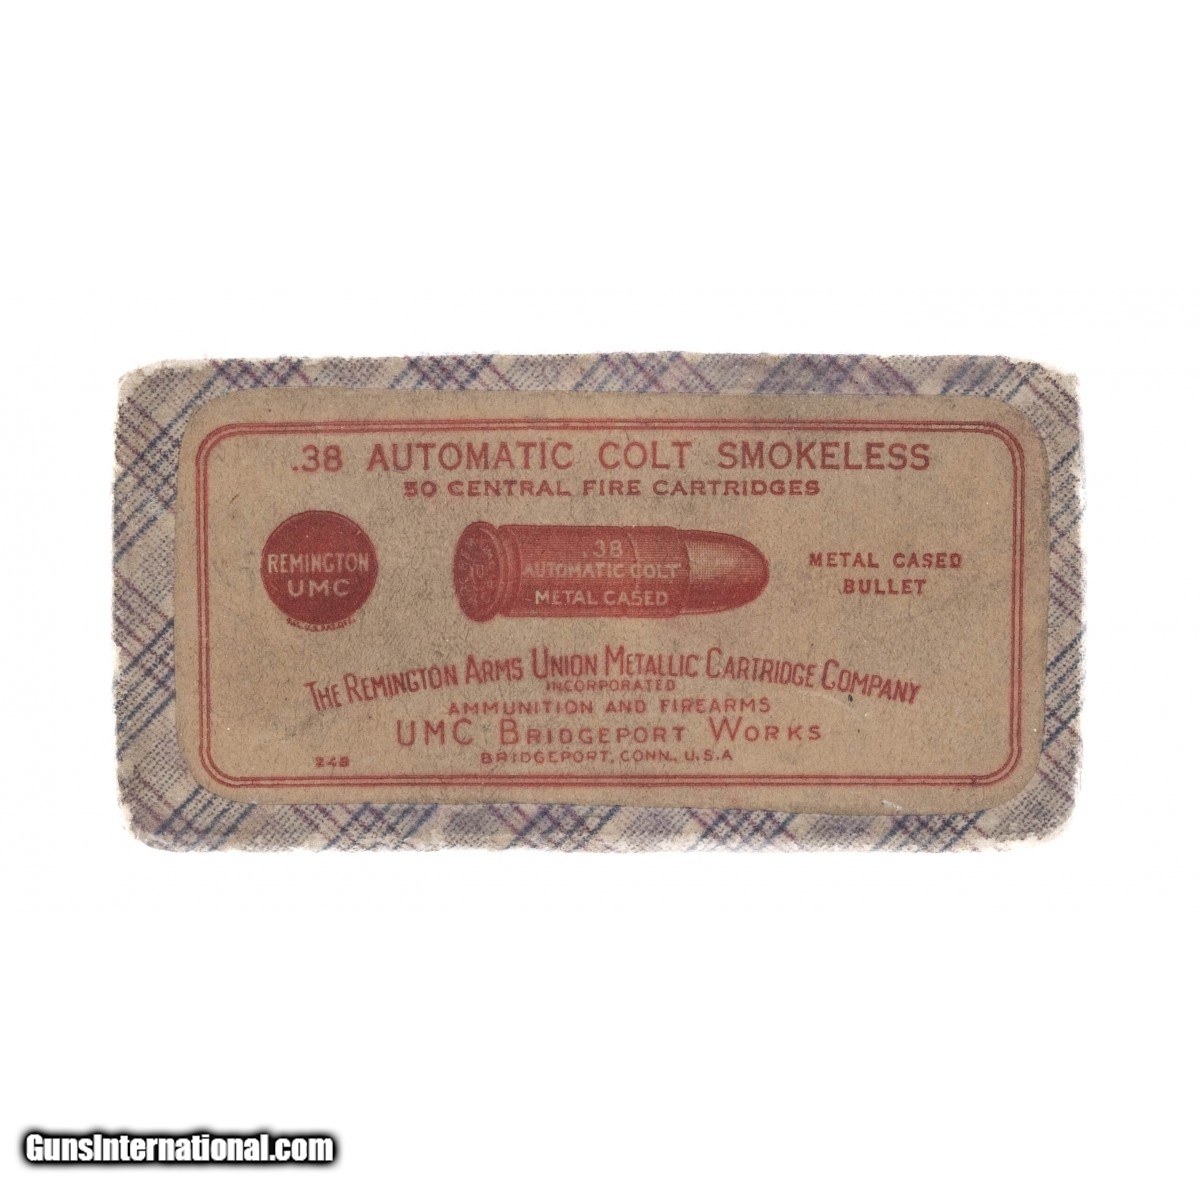 .38 AUTOMATIC COLT SMOKELESS
50 CENTRAL FIRE CARTRIDGES
REMINGTON
UMC
.38
AUTOMATIC COLT
METAL CASED
METAL CASED
BULLET
THE REMINGTON ARMS UNION METALLIC CARTRIDGE COMPANY
INCORPORATED
AMMUNITION AND FIREARMS
UMC BRIDGEPORT WORKS
BRIDGEPORT, CONN., U.S.A
24B
GunsInternational.com